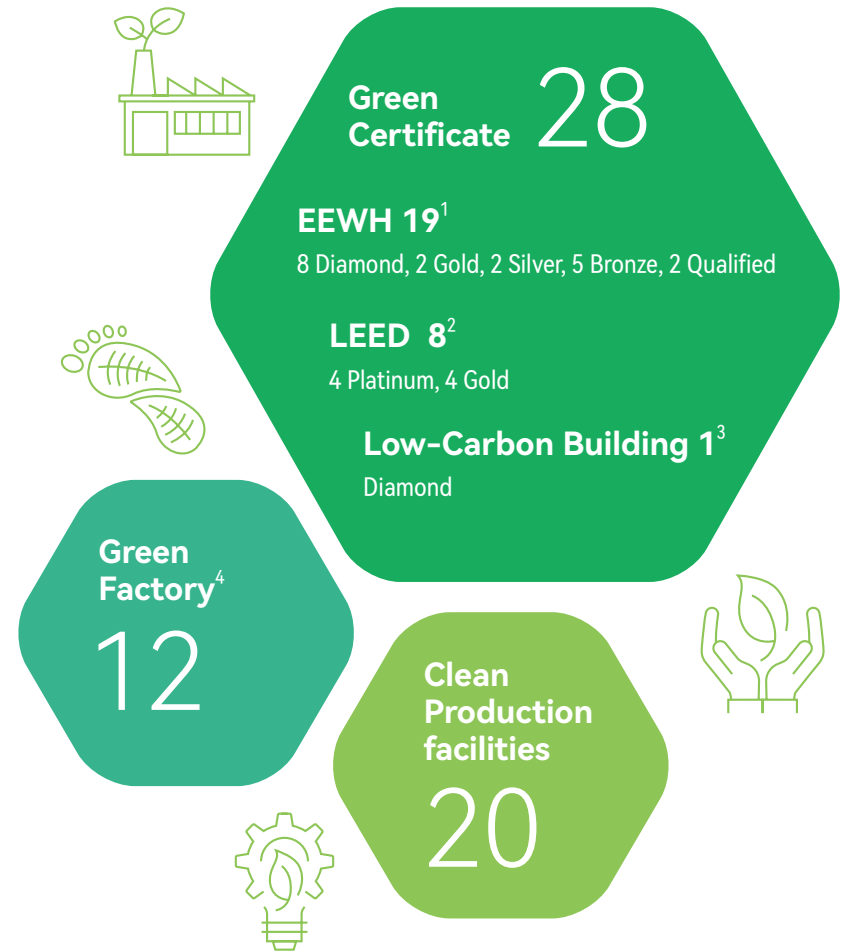 Green
Certificate 28
EEWH 19¹
8 Diamond, 2 Gold, 2 Silver, 5 Bronze, 2 Qualified
LEED 8²
4 Platinum, 4 Gold
Low-Carbon Building 1³
Diamond
Green
Factory⁴
12
Clean
Production
facilities
20